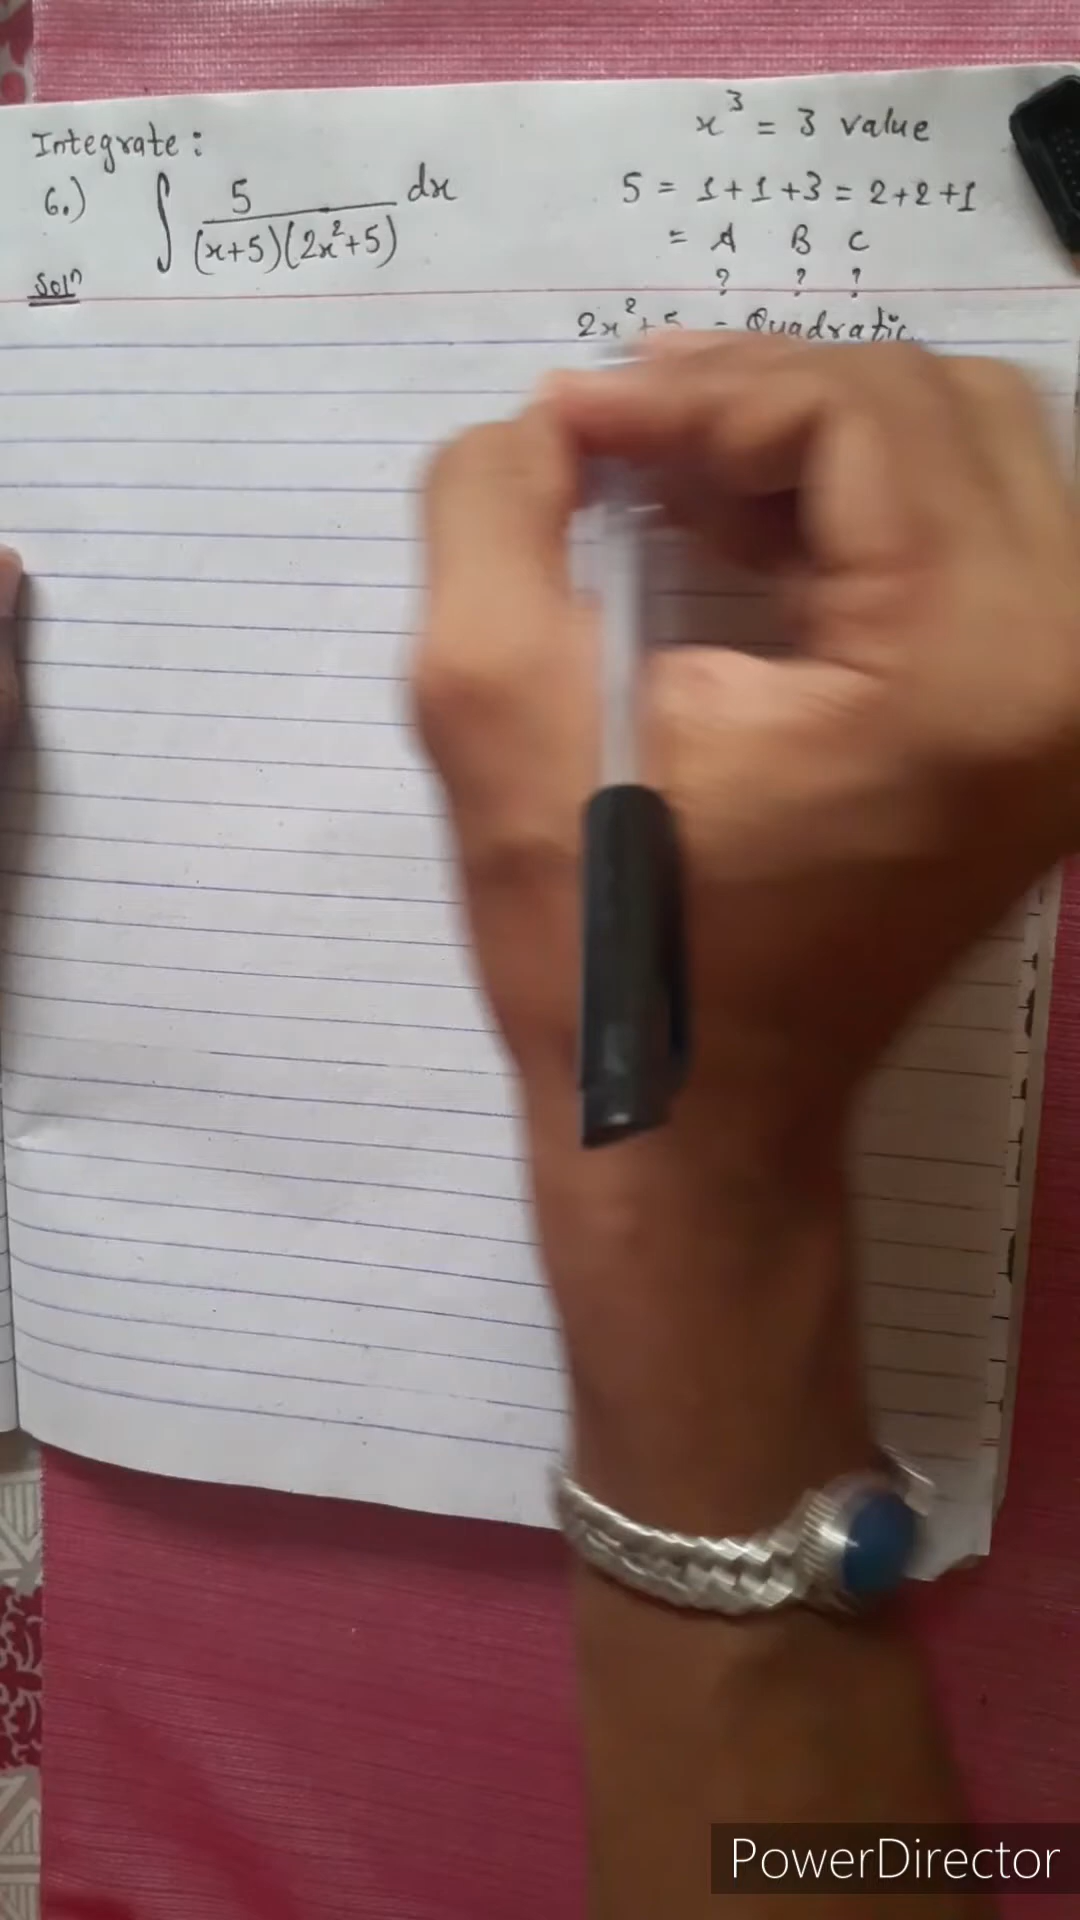 Integrate:
6.) ∫ 5/(x+5)(2x²+5) dx
Solⁿ
x³ = 3 value
5 = 1+1+3 = 2+2+1
= A B C
? ? ?
2x²+5 - Quadratic
PowerDirector